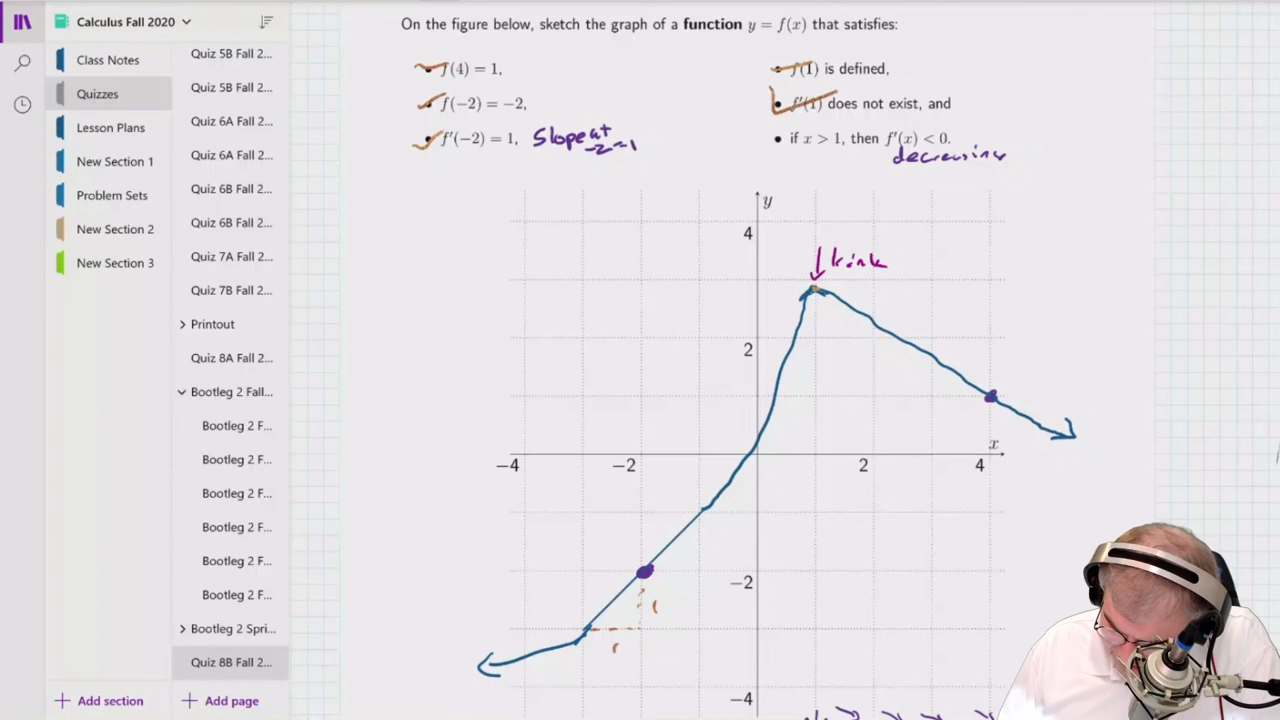 Calculus Fall 2020
Class Notes
Quizzes
Lesson Plans
New Section 1
Problem Sets
New Section 2
New Section 3
Add section
Quiz 5B Fall 2...
Quiz 5B Fall 2...
Quiz 6A Fall 2...
Quiz 6A Fall 2...
Quiz 6B Fall 2...
Quiz 6B Fall 2...
Quiz 7A Fall 2...
Quiz 7B Fall 2...
Printout
Quiz 8A Fall 2...
Bootleg 2 Fall...
Bootleg 2 F...
Bootleg 2 F...
Bootleg 2 F...
Bootleg 2 F...
Bootleg 2 F...
Bootleg 2 F...
Bootleg 2 Spri...
Quiz 8B Fall 2...
Add page
On the figure below, sketch the graph of a function y = f(x) that satisfies:
• f(4) = 1,
• f(−2) = −2,
• f′(−2) = 1, Slope at
−2=1
• f(1) is defined,
• f′(1) does not exist, and
• if x > 1, then f′(x) < 0.
decreasing
y
4
kink
2
x
−4 −2 2 4
1
−2
1
−4